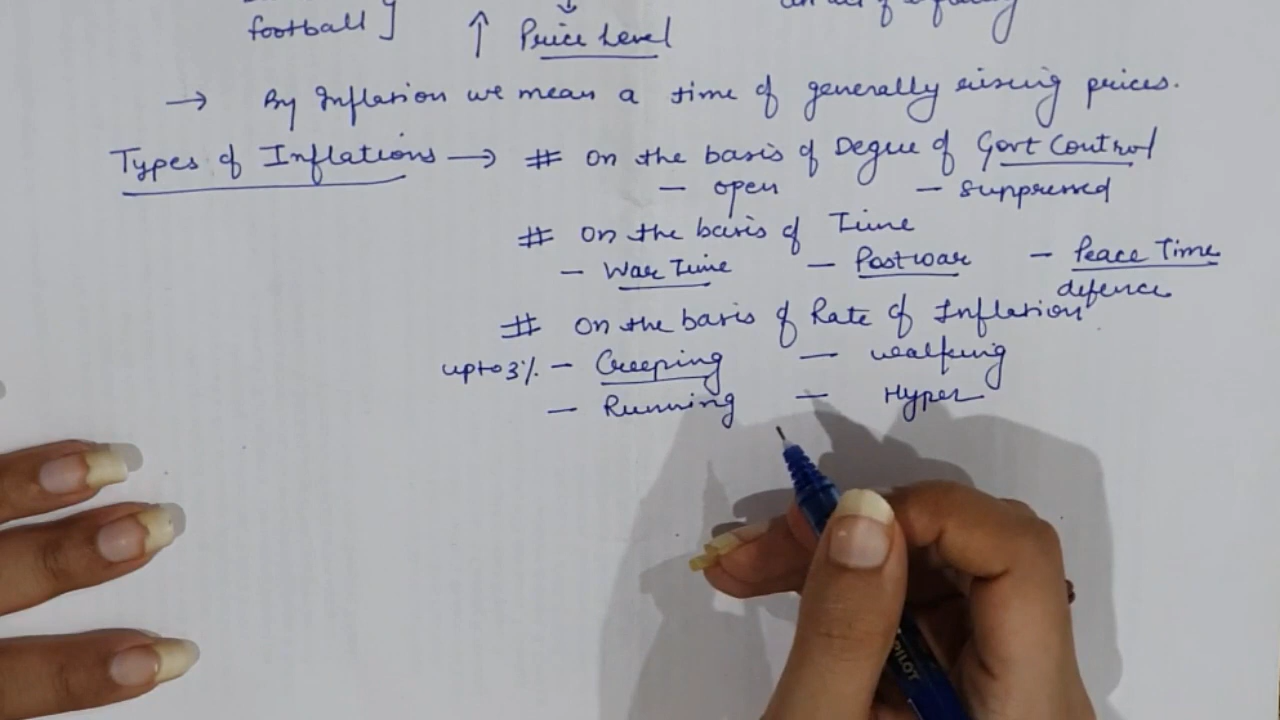 football]
↑ Price Level
→ By Inflation we mean a time of generally rising prices.
Types of Inflations → # On the basis of Degree of Govt Control
— open — suppressed
# On the basis of Time
— War Time — Postwar — Peace Time
defence
# On the basis of Rate of Inflation
upto 3% — Creeping — walking
— Running — Hyper
PILOT